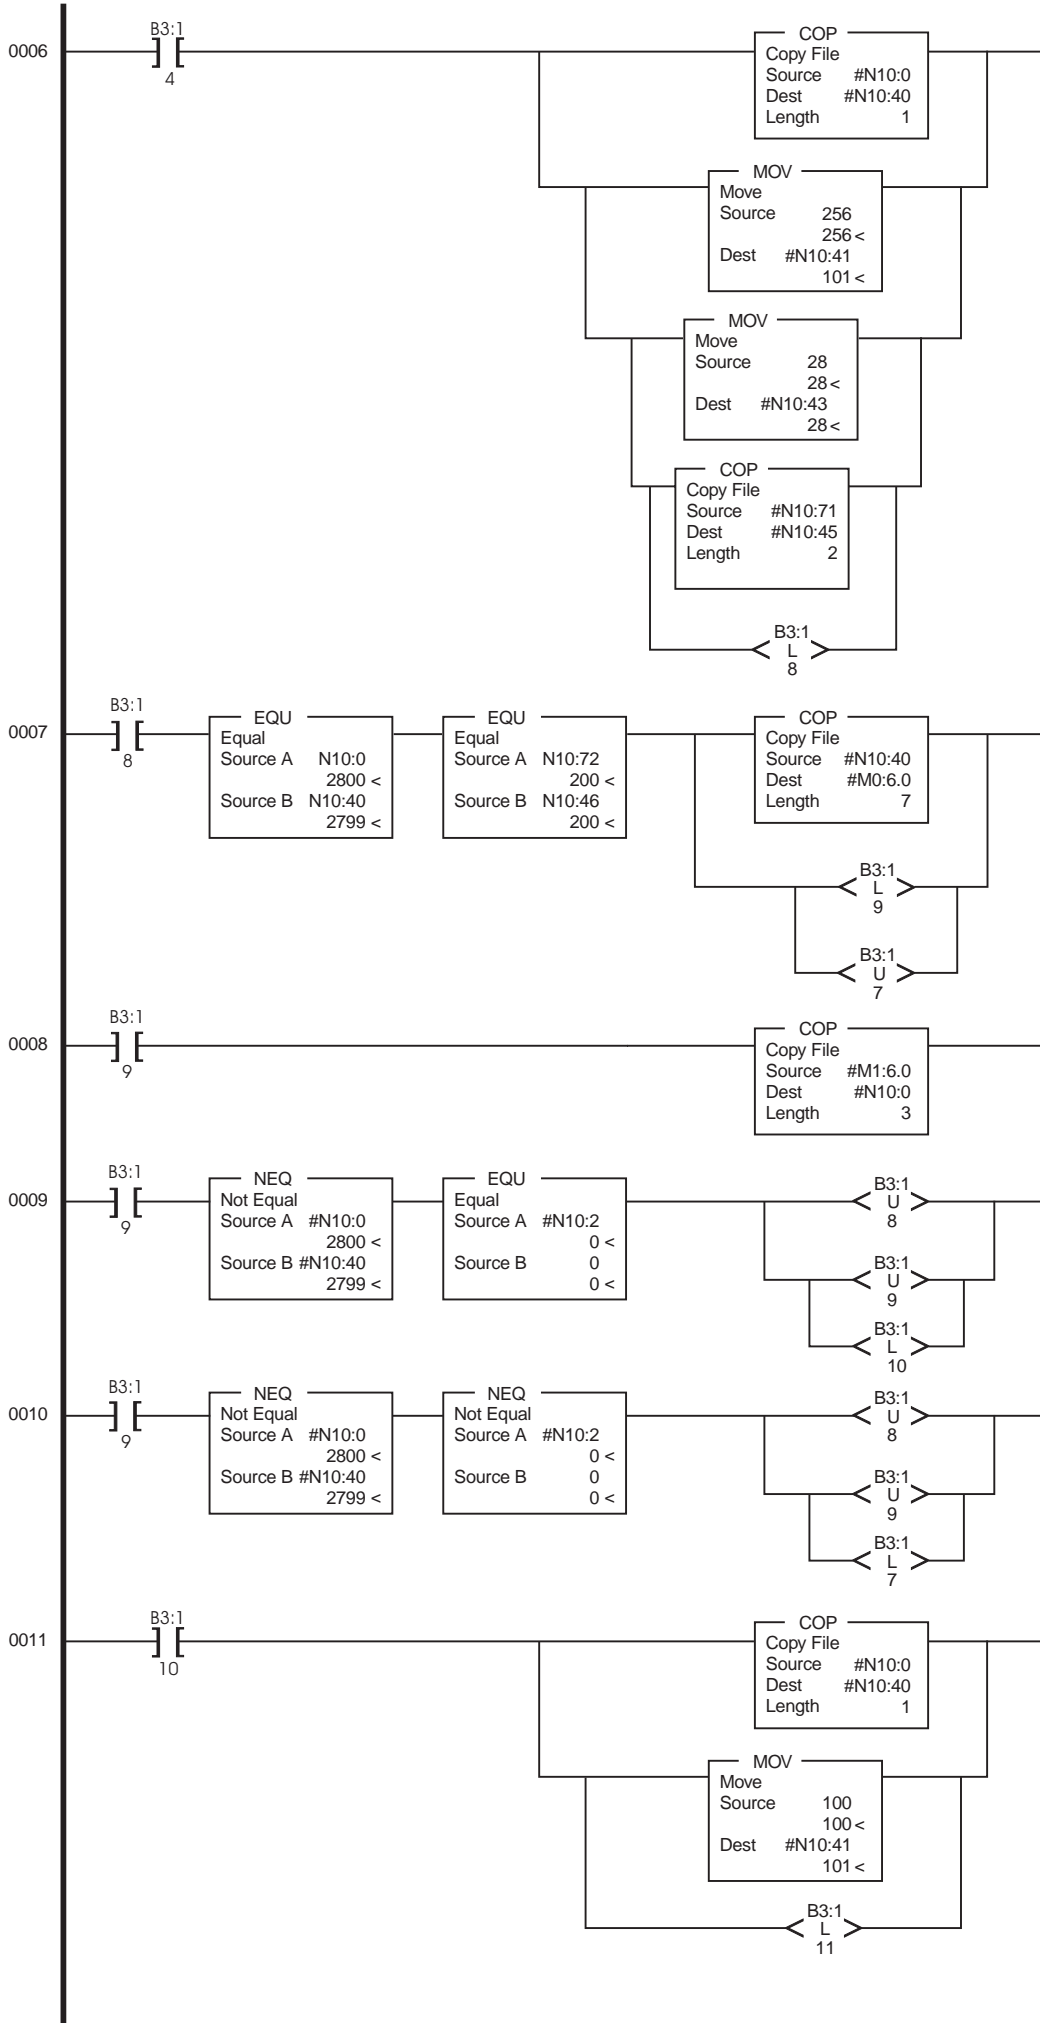 0006
B3:1
4
COP
Copy File
Source #N10:0
Dest #N10:40
Length 1
MOV
Move
Source 256
256 <
Dest #N10:41
101 <
MOV
Move
Source 28
28 <
Dest #N10:43
28 <
COP
Copy File
Source #N10:71
Dest #N10:45
Length 2
B3:1
L
8
0007
B3:1
8
EQU
Equal
Source A N10:0
2800 <
Source B N10:40
2799 <
EQU
Equal
Source A N10:72
200 <
Source B N10:46
200 <
COP
Copy File
Source #N10:40
Dest #M0:6.0
Length 7
B3:1
L
9
B3:1
U
7
0008
B3:1
9
COP
Copy File
Source #M1:6.0
Dest #N10:0
Length 3
0009
B3:1
9
NEQ
Not Equal
Source A #N10:0
2800 <
Source B #N10:40
2799 <
EQU
Equal
Source A #N10:2
0 <
Source B 0
0 <
B3:1
U
8
B3:1
U
9
B3:1
L
10
0010
B3:1
9
NEQ
Not Equal
Source A #N10:0
2800 <
Source B #N10:40
2799 <
NEQ
Not Equal
Source A #N10:2
0 <
Source B 0
0 <
B3:1
U
8
B3:1
U
9
B3:1
L
7
0011
B3:1
10
COP
Copy File
Source #N10:0
Dest #N10:40
Length 1
MOV
Move
Source 100
100 <
Dest #N10:41
101 <
B3:1
L
11